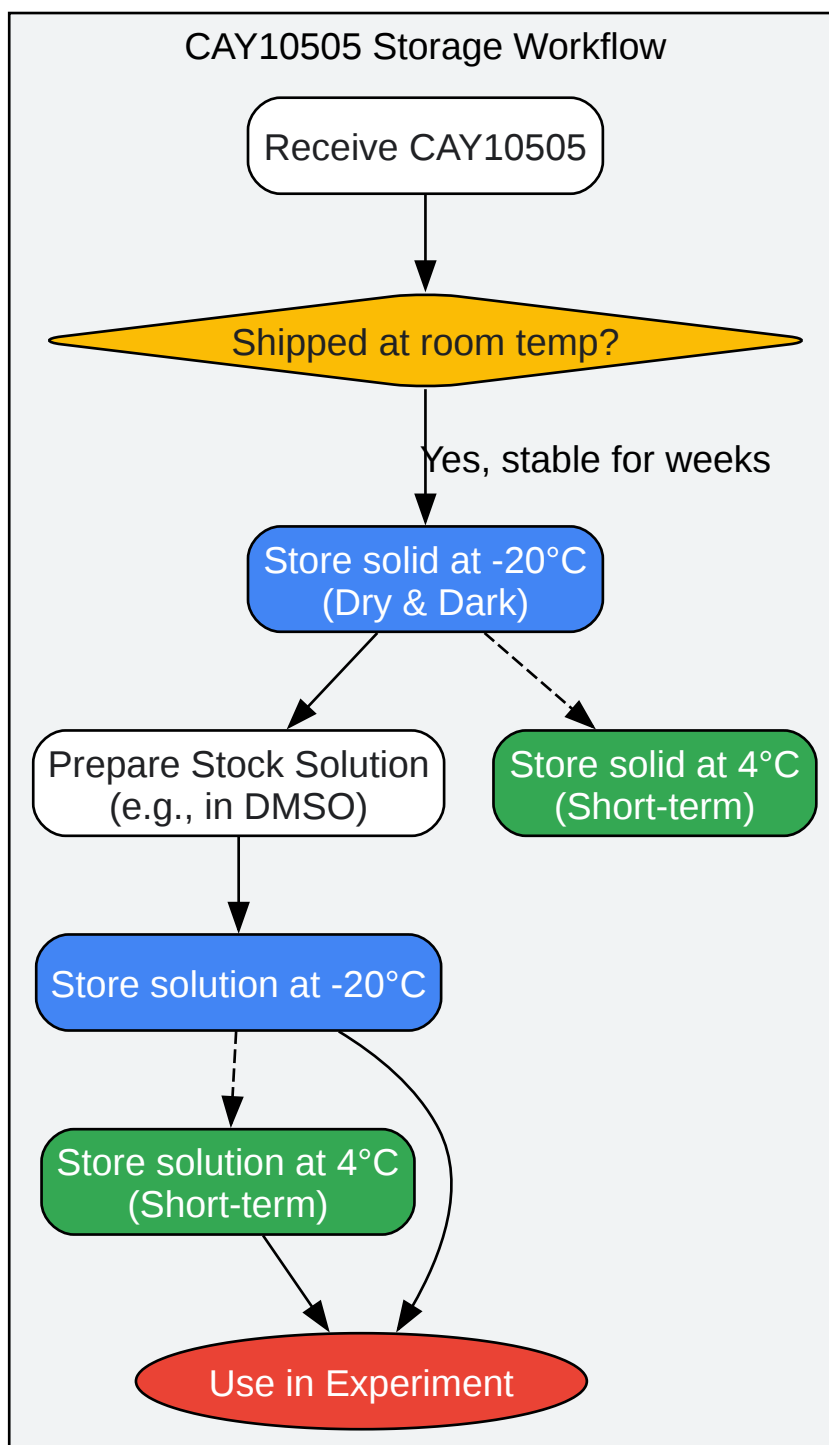 CAY10505 Storage Workflow
Receive CAY10505
Shipped at room temp?
Yes, stable for weeks
Store solid at -20°C
(Dry & Dark)
Prepare Stock Solution
(e.g., in DMSO)
Store solid at 4°C
(Short-term)
Store solution at -20°C
Store solution at 4°C
(Short-term)
Use in Experiment